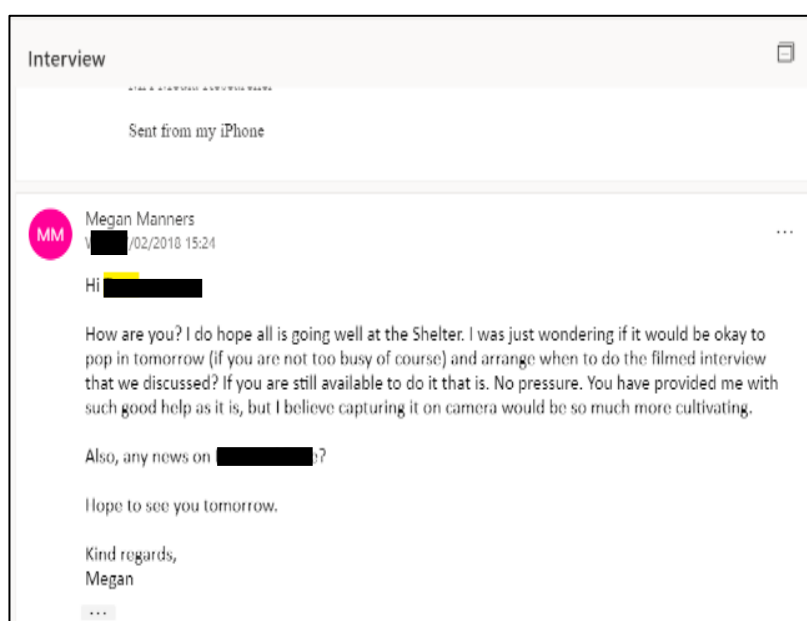 Interview
Sent from my iPhone
MM
Megan Manners
/02/2018 15:24
...
Hi
How are you? I do hope all is going well at the Shelter. I was just wondering if it would be okay to
pop in tomorrow (if you are not too busy of course) and arrange when to do the filmed interview
that we discussed? If you are still available to do it that is. No pressure. You have provided me with
such good help as it is, but I believe capturing it on camera would be so much more cultivating.
Also, any news on ?
Hope to see you tomorrow.
Kind regards,
Megan
...